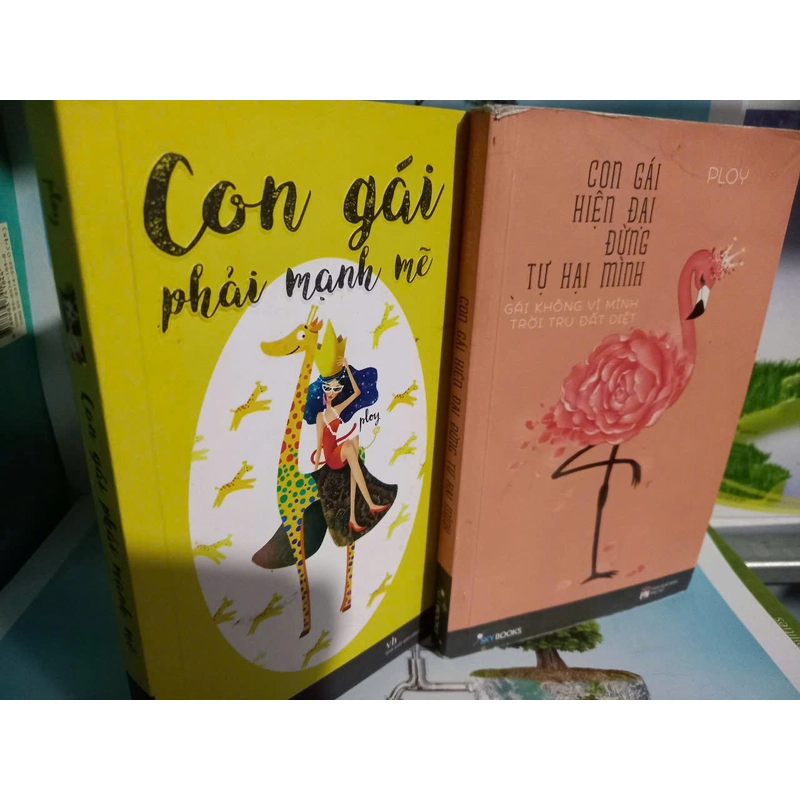 Con gái
phải mạnh mẽ
ploy
ploy
Con gái phải mạnh mẽ
CON GÁI
HIỆN ĐẠI
ĐỪNG
TỰ HẠI MÌNH
PLOY
GÁI KHÔNG VÌ MÌNH
TRỜI TRU ĐẤT DIỆT
CON GÁI HIỆN ĐẠI ĐỪNG TỰ HẠI MÌNH
SKYBOOKS